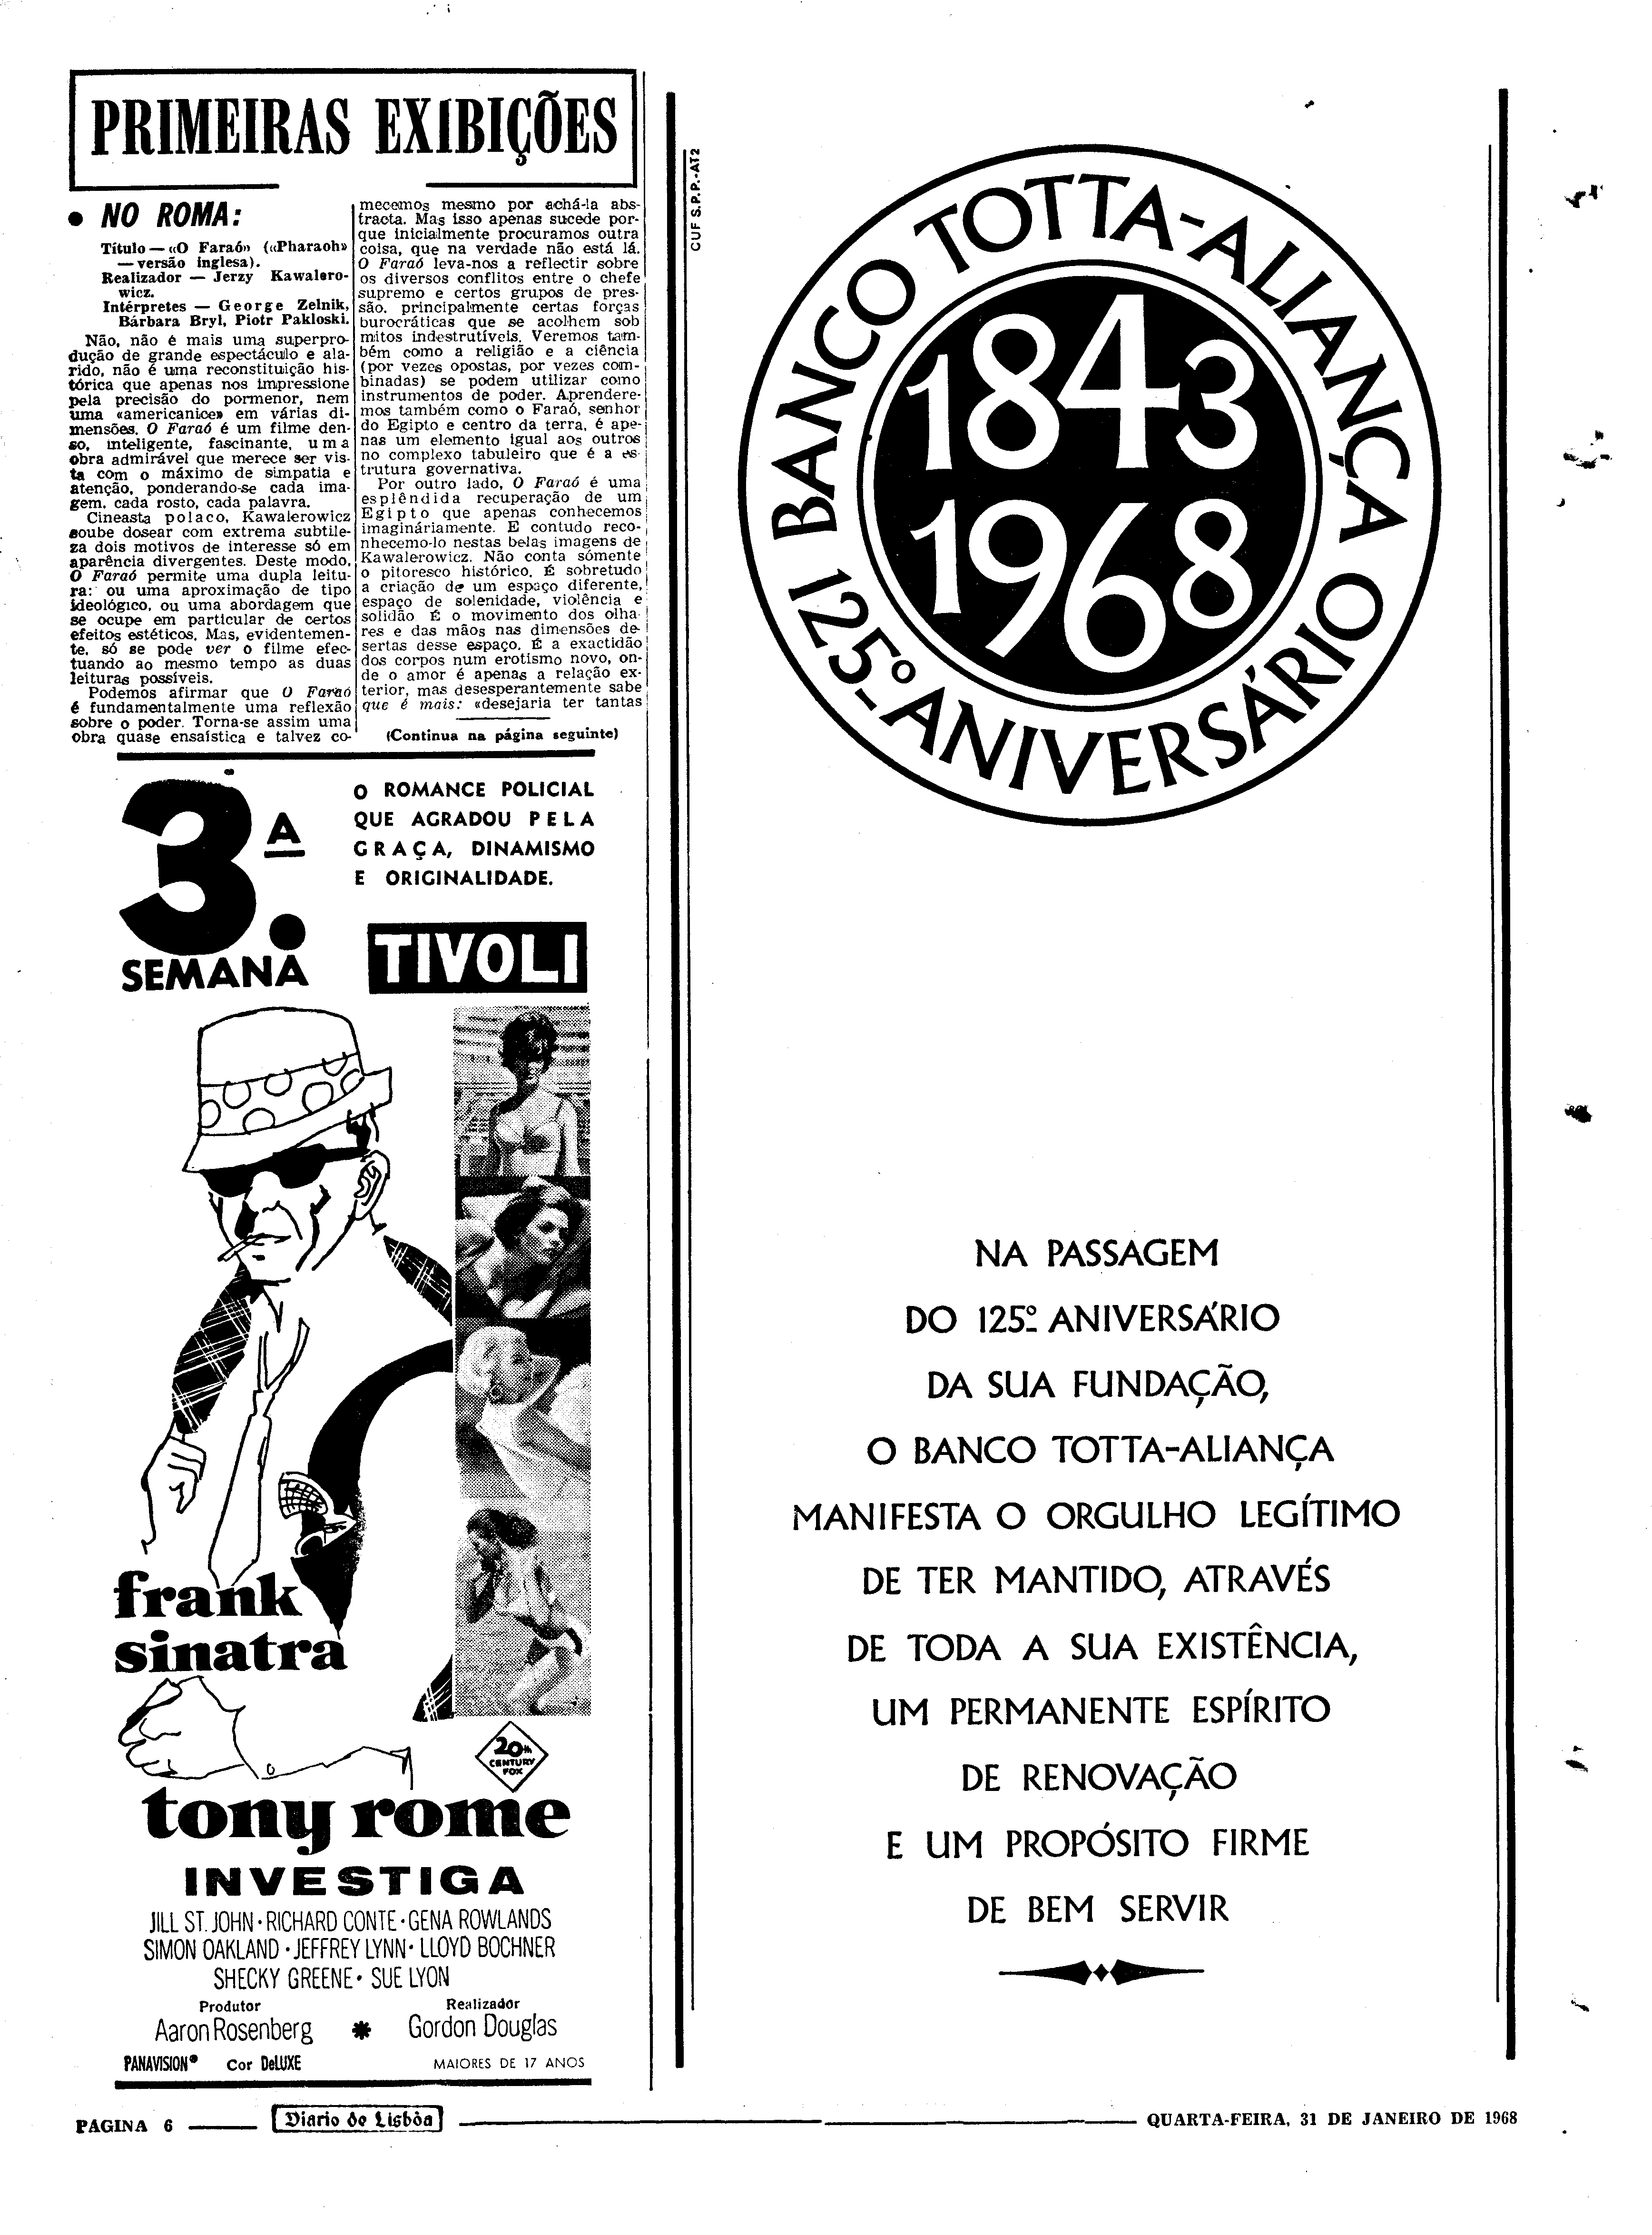 PRIMEIRAS EXIBIÇÕES
• NO ROMA:
Título — «O Faraó» («Pharaoh»
— versão inglesa).
Realizador — Jerzy Kawalero-
wicz.
Intérpretes — George Zelnik,
Bárbara Bryl, Piotr Pakloski.
Não, não é mais uma superpro-
dução de grande espectáculo e ala-
rido, não é uma reconstituição his-
tórica que apenas nos impressione
pela precisão do pormenor, nem
uma «americanice» em várias di-
mensões. O Faraó é um filme den-
so, inteligente, fascinante, uma
obra admirável que merece ser vis-
ta com o máximo de simpatia e
atenção, ponderando-se cada ima-
gem, cada rosto, cada palavra.
Cineasta polaco, Kawalerowicz
soube dosear com extrema subtile-
za dois motivos de interesse só em
aparência divergentes. Deste modo,
O Faraó permite uma dupla leitu-
ra: ou uma aproximação de tipo
ideológico, ou uma abordagem que
se ocupe em particular de certos
efeitos estéticos. Mas, evidentemen-
te, só se pode ver o filme efec-
tuando ao mesmo tempo as duas
leituras possíveis.
Podemos afirmar que O Faraó
é fundamentalmente uma reflexão
sobre o poder. Torna-se assim uma
obra quase ensaística e talvez co-
mecemos mesmo por achá-la abs-
tracta. Mas isso apenas sucede por-
que inicialmente procuramos outra
coisa, que na verdade não está lá.
O Faraó leva-nos a reflectir sobre
os diversos conflitos entre o chefe
supremo e certos grupos de pres-
são, principalmente certas forças
burocráticas que se acolhem sob
mitos indestrutíveis. Veremos tam-
bém como a religião e a ciência
(por vezes opostas, por vezes com-
binadas) se podem utilizar como
instrumentos de poder. Aprendere-
mos também como o Faraó, senhor
do Egipto e centro da terra, é ape-
nas um elemento igual aos outros
no complexo tabuleiro que é a es-
trutura governativa.
Por outro lado, O Faraó é uma
esplêndida recuperação de um
Egipto que apenas conhecemos
imaginàriamente. E contudo reco-
nhecemo-lo nestas belas imagens de
Kawalerowicz. Não conta sòmente
o pitoresco histórico. É sobretudo
a criação de um espaço diferente,
espaço de solenidade, violência e
solidão É o movimento dos olha-
res e das mãos nas dimensões de-
sertas desse espaço. É a exactidão
dos corpos num erotismo novo, on-
de o amor é apenas a relação ex-
terior, mas desesperantemente sabe
que é mais: «desejaria ter tantas
(Continua na página seguinte)
3.A
SEMANA
O ROMANCE POLICIAL
QUE AGRADOU PELA
GRAÇA, DINAMISMO
E ORIGINALIDADE.
TIVOLI
frank
sinatra
20th
CENTURY
FOX
tony rome
INVESTIGA
JILL ST. JOHN • RICHARD CONTE • GENA ROWLANDS
SIMON OAKLAND • JEFFREY LYNN • LLOYD BOCHNER
SHECKY GREENE • SUE LYON
Produtor
Aaron Rosenberg
Realizador
Gordon Douglas
PANAVISION® Cor DeLUXE
MAIORES DE 17 ANOS
CUF S.P.P.-AT2
BANCO TOTTA-ALIANÇA
125º ANIVERSÁRIO
1843
1968
NA PASSAGEM
DO 125º ANIVERSÁRIO
DA SUA FUNDAÇÃO,
O BANCO TOTTA-ALIANÇA
MANIFESTA O ORGULHO LEGÍTIMO
DE TER MANTIDO, ATRAVÉS
DE TODA A SUA EXISTÊNCIA,
UM PERMANENTE ESPÍRITO
DE RENOVAÇÃO
E UM PROPÓSITO FIRME
DE BEM SERVIR
PAGINA 6
Diario de Lisbôa
QUARTA-FEIRA, 31 DE JANEIRO DE 1968